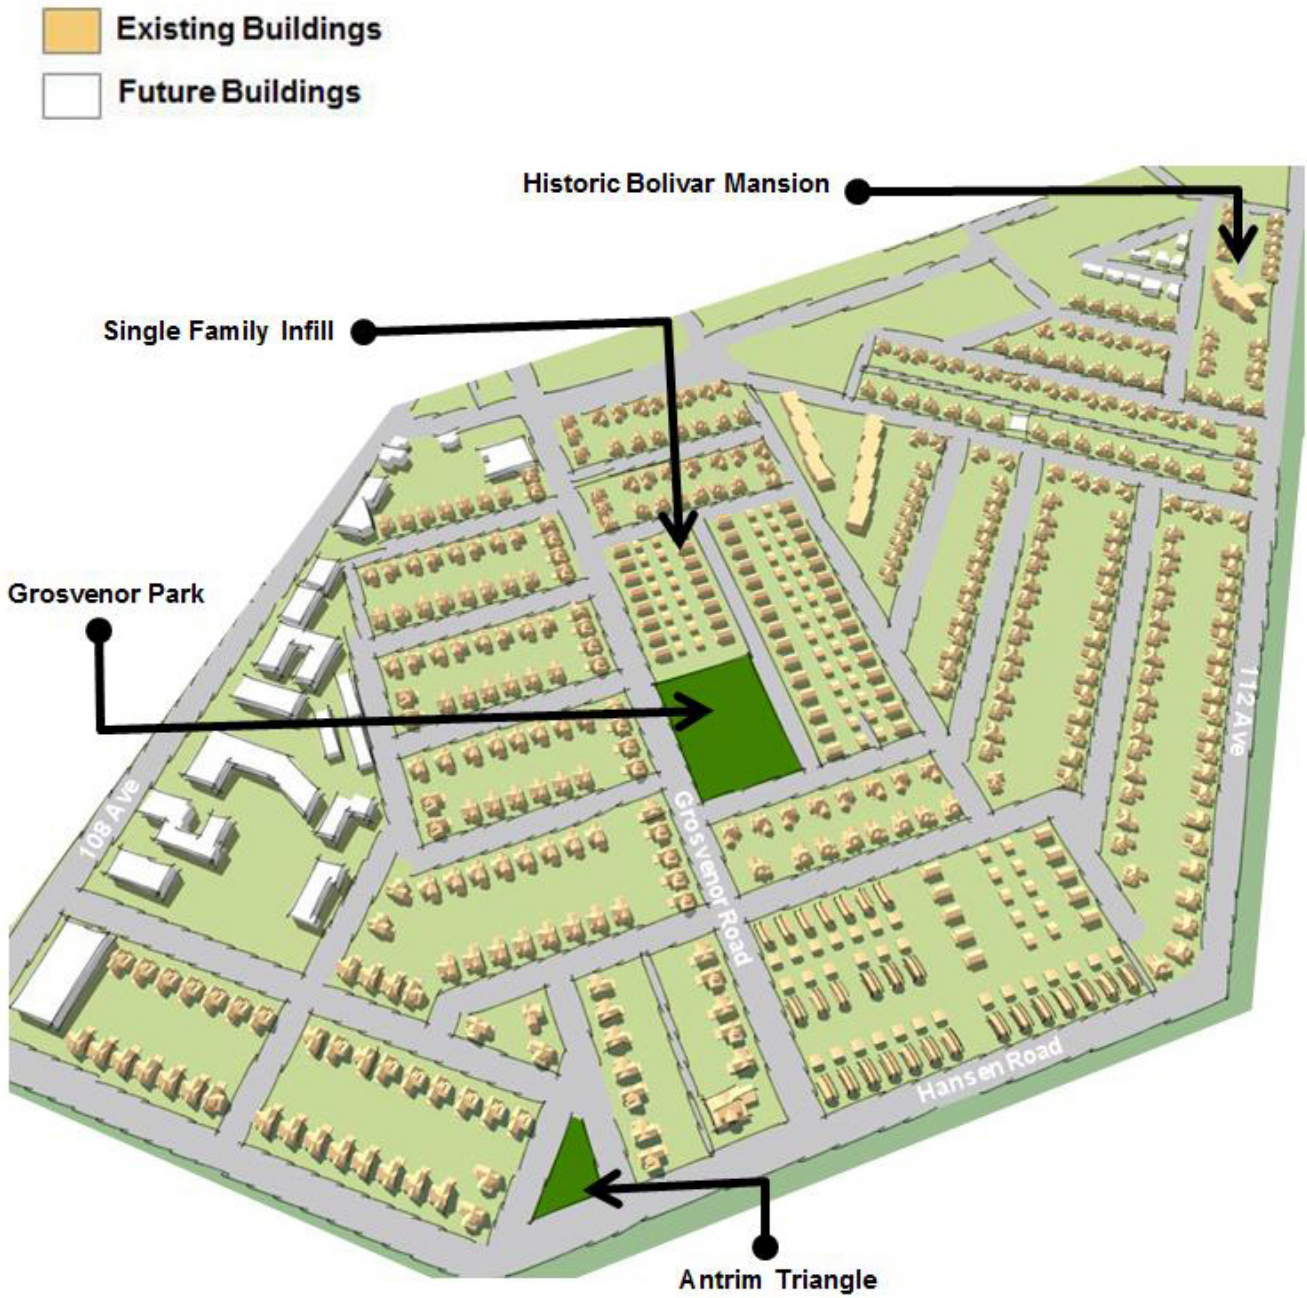 Existing Buildings
Future Buildings
Historic Bolivar Mansion
Single Family Infill
Grosvenor Park
112 Ave
108 Ave
Grosvenor Road
Hansen Road
Antrim Triangle